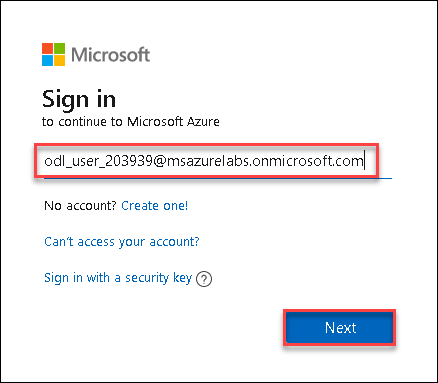 Microsoft
Sign in
to continue to Microsoft Azure
odl_user_203939@msazurelabs.onmicrosoft.com
No account? Create one!
Can't access your account?
Sign in with a security key ?
Next